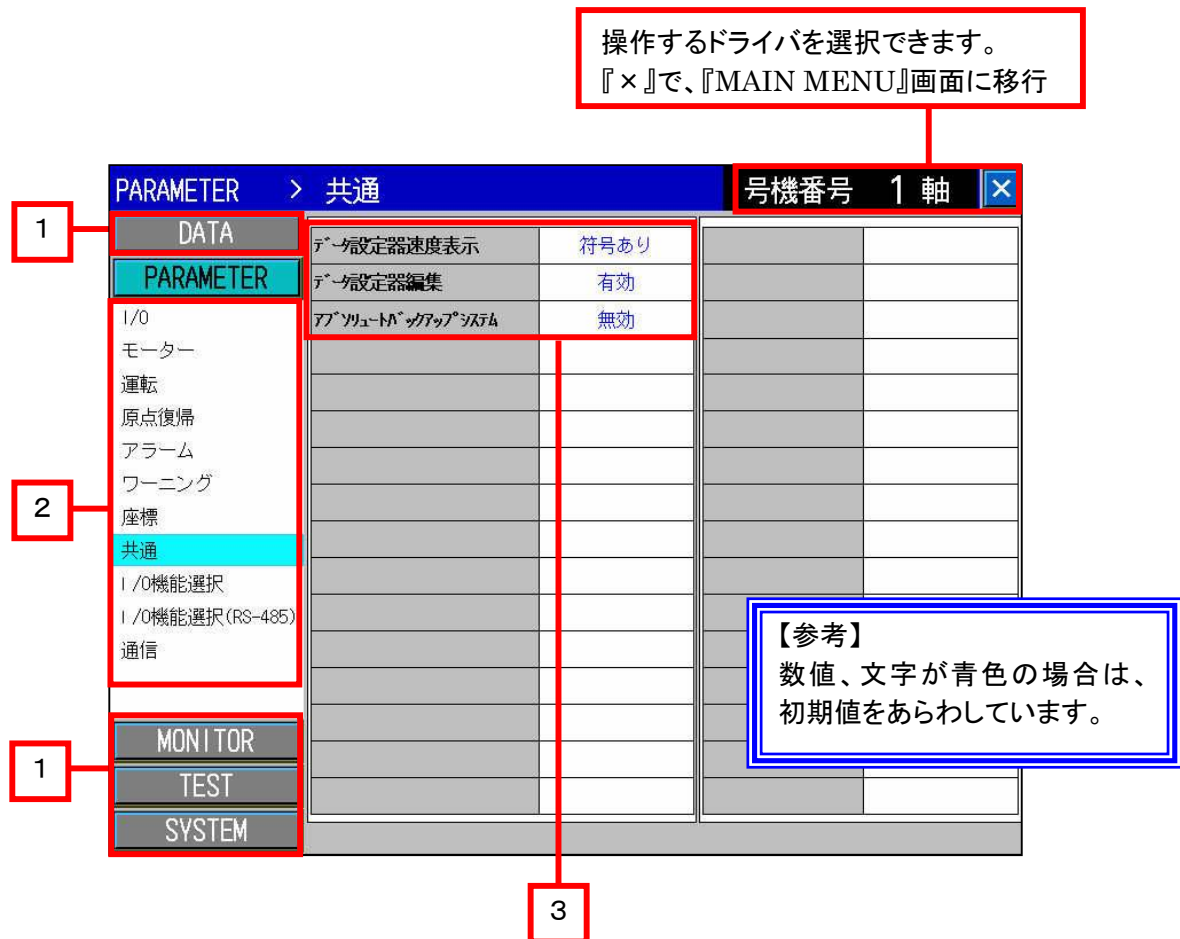 操作するドライバを選択できます。
『×』で、『MAIN MENU』画面に移行
PARAMETER > 共通
号機番号 1 軸 ×
1
DATA
PARAMETER
I/O
モーター
運転
原点復帰
アラーム
ワーニング
座標
共通
I/O機能選択
I/O機能選択(RS-485)
通信
2
MONITOR
TEST
SYSTEM
1
ﾃﾞｰﾀ設定器速度表示 符号あり
ﾃﾞｰﾀ設定器編集 有効
ｱﾌﾞｿﾘｭｰﾄﾊﾞｯｸｱｯﾌﾟｼｽﾃﾑ 無効
【参考】
数値、文字が青色の場合は、
初期値をあらわしています。
3